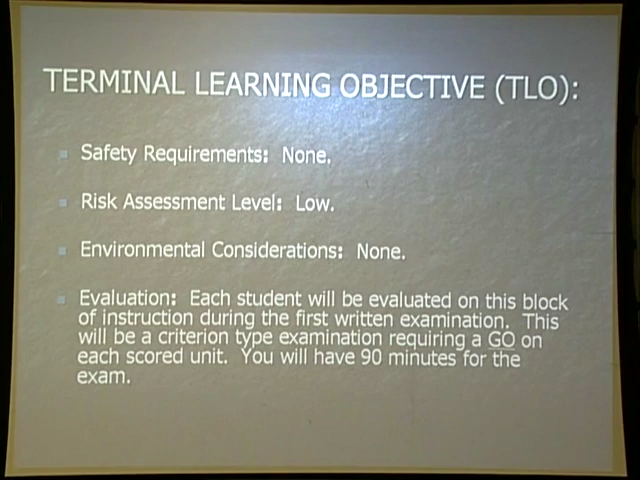 TERMINAL LEARNING OBJECTIVE (TLO):
Safety Requirements: None.
Risk Assessment Level: Low.
Environmental Considerations: None.
Evaluation: Each student will be evaluated on this block
of instruction during the first written examination. This
will be a criterion type examination requiring a GO on
each scored unit. You will have 90 minutes for the
exam.